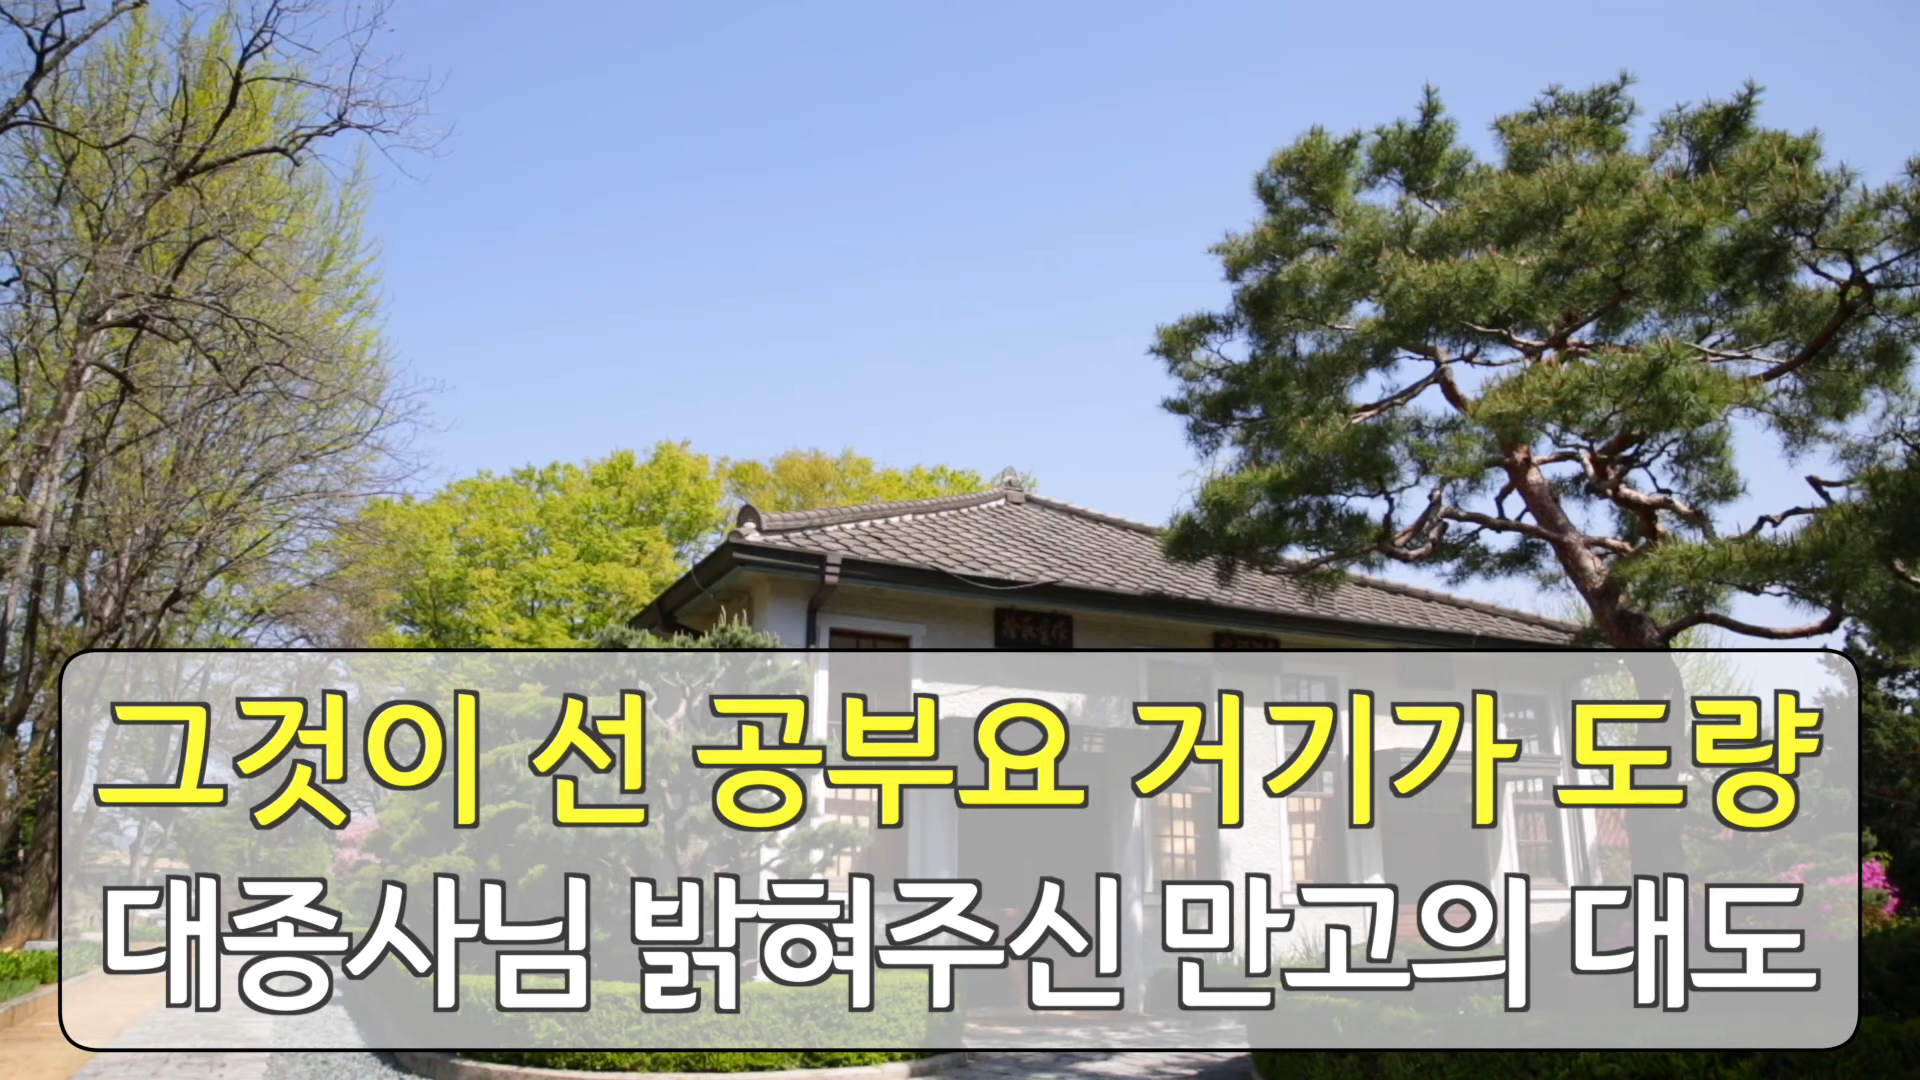 그것이 선 공부요 거기가 도량
대종사님 밝혀주신 만고의 대도